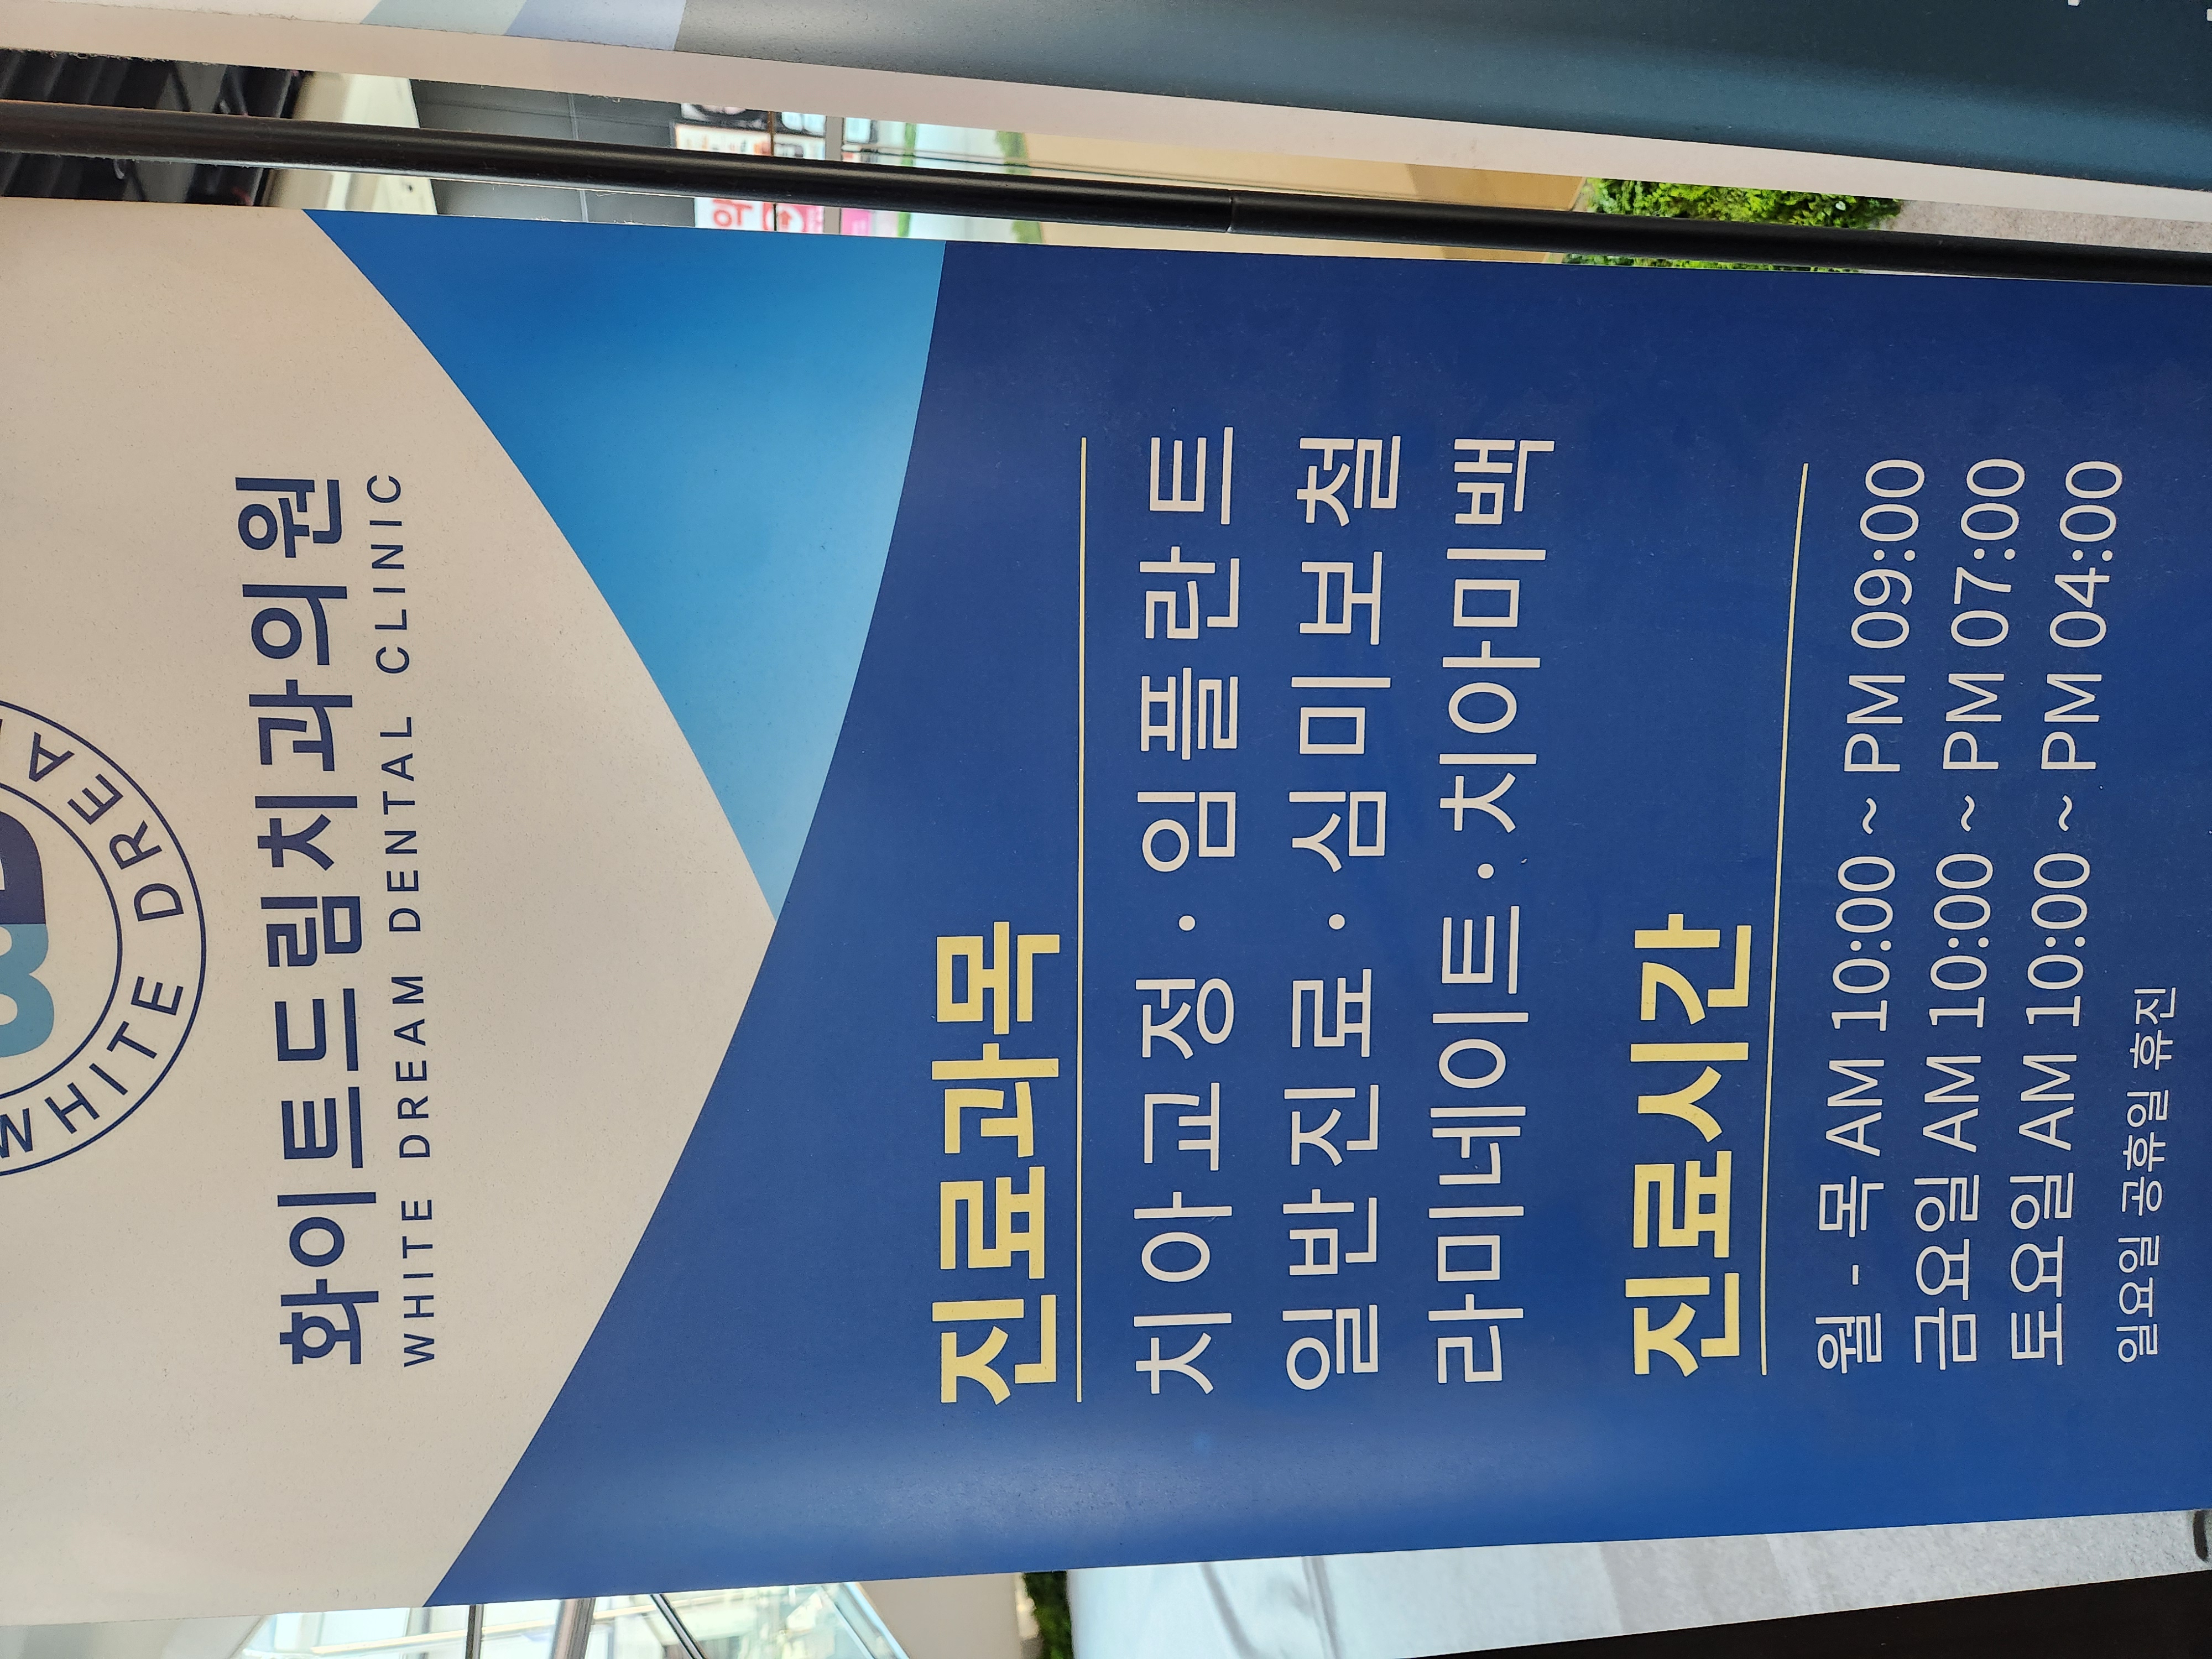 WHITE DREA
화이트드림치과의원
WHITE DREAM DENTAL CLINIC
진료과목
치아교정 · 임플란트
일반진료 · 심미보철
라미네이트 · 치아미백
진료시간
월 - 목 AM 10:00 ~ PM 09:00
금요일 AM 10:00 ~ PM 07:00
토요일 AM 10:00 ~ PM 04:00
일요일 공휴일 휴진